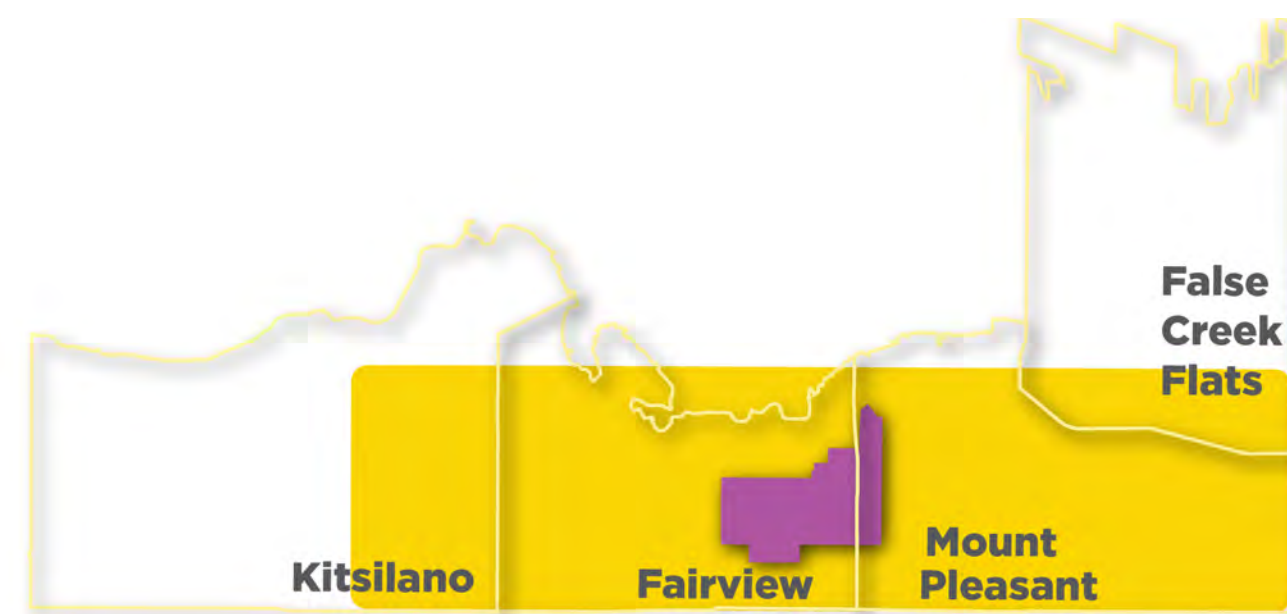 False
Creek
Flats
Kitsilano
Fairview
Mount
Pleasant